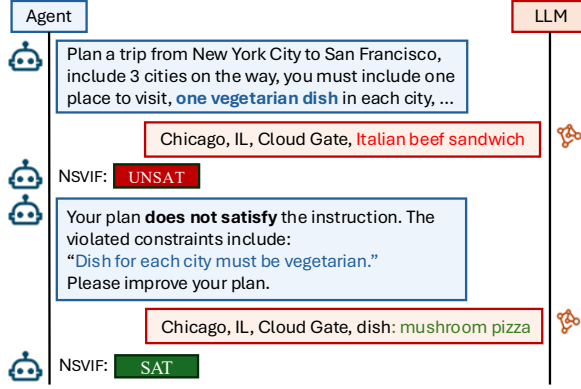 Agent
LLM
Plan a trip from New York City to San Francisco,
include 3 cities on the way, you must include one
place to visit, one vegetarian dish in each city, ...
Chicago, IL, Cloud Gate, Italian beef sandwich
NSVIF: UNSAT
Your plan does not satisfy the instruction. The
violated constraints include:
“Dish for each city must be vegetarian.”
Please improve your plan.
Chicago, IL, Cloud Gate, dish: mushroom pizza
NSVIF: SAT